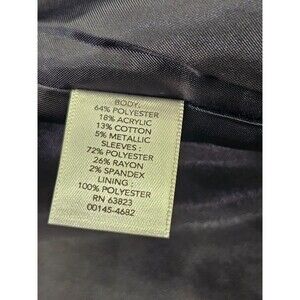 BODY:
64% POLYESTER
18% ACRYLIC
13% COTTON
5% METALLIC
SLEEVES :
72% POLYESTER
26% RAYON
2% SPANDEX
LINING :
100% POLYESTER
RN 63823
00145-4682